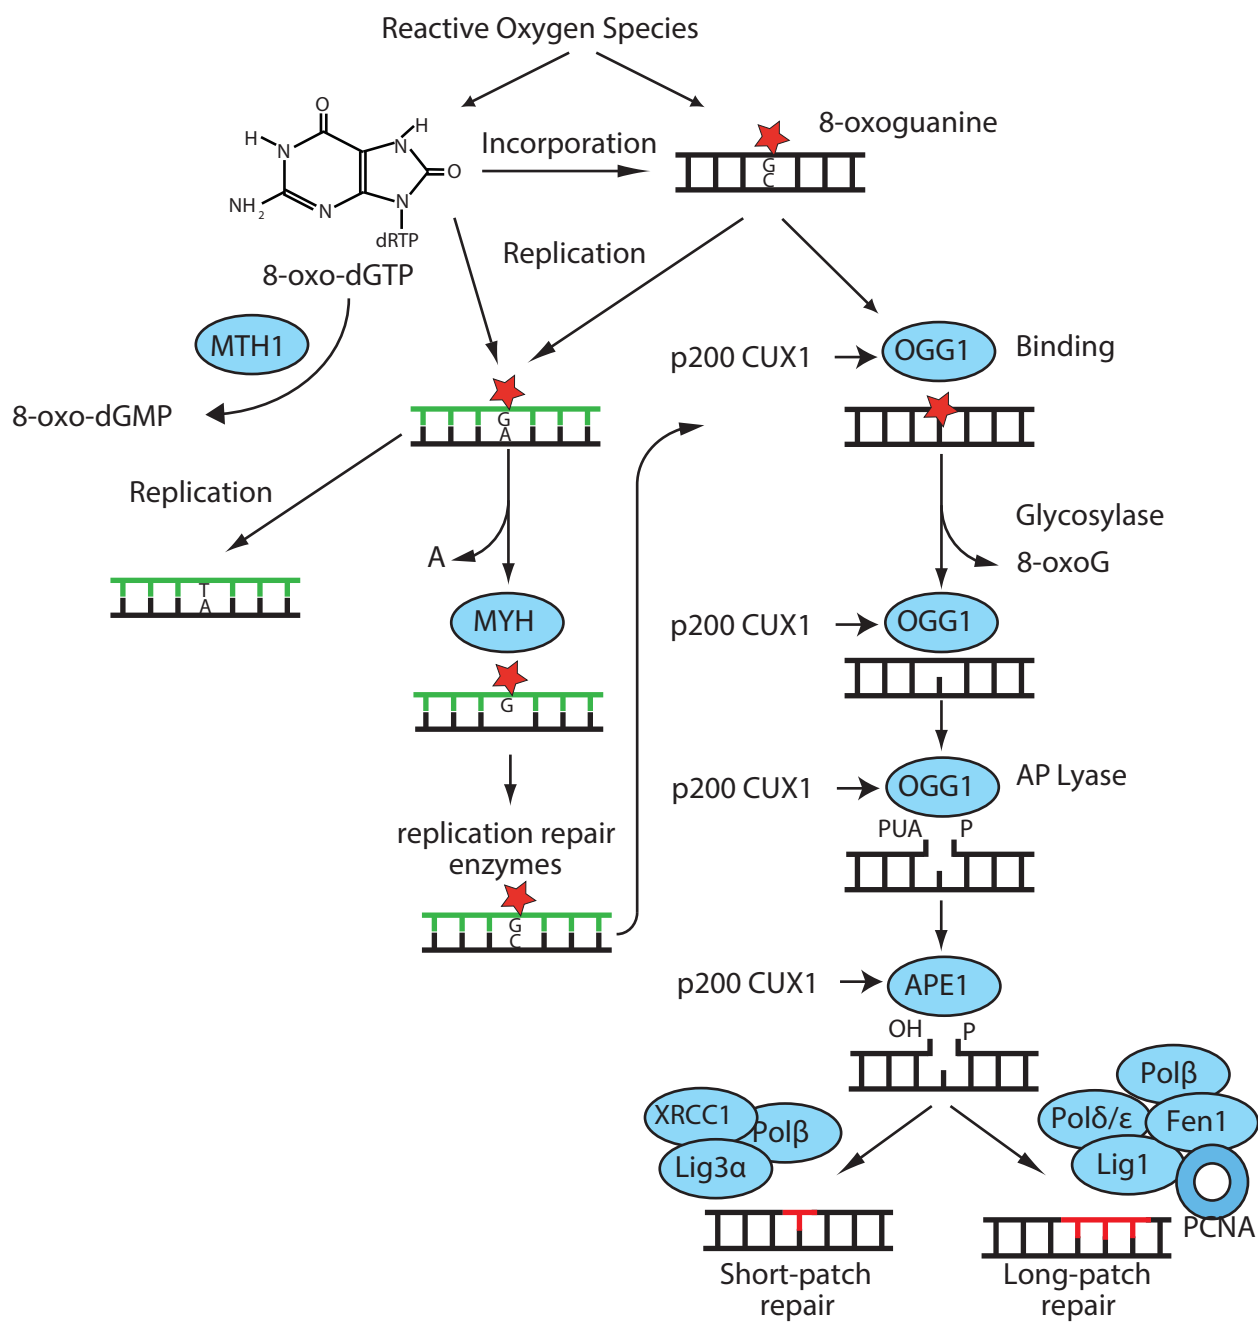 Reactive Oxygen Species
O
H
N
N
H
O
NH2
N
N
dRTP
8-oxo-dGTP
Incorporation
8-oxoguanine
G
C
Replication
MTH1
8-oxo-dGMP
p200 CUX1
OGG1
Binding
G
A
Replication
T
A
A
MYH
G
replication repair
enzymes
G
C
Glycosylase
8-oxoG
p200 CUX1
OGG1
p200 CUX1
OGG1
AP Lyase
PUA
P
p200 CUX1
APE1
OH
P
XRCC1
Polβ
Lig3α
Polβ
Polδ/ε
Fen1
Lig1
PCNA
Short-patch
repair
Long-patch
repair